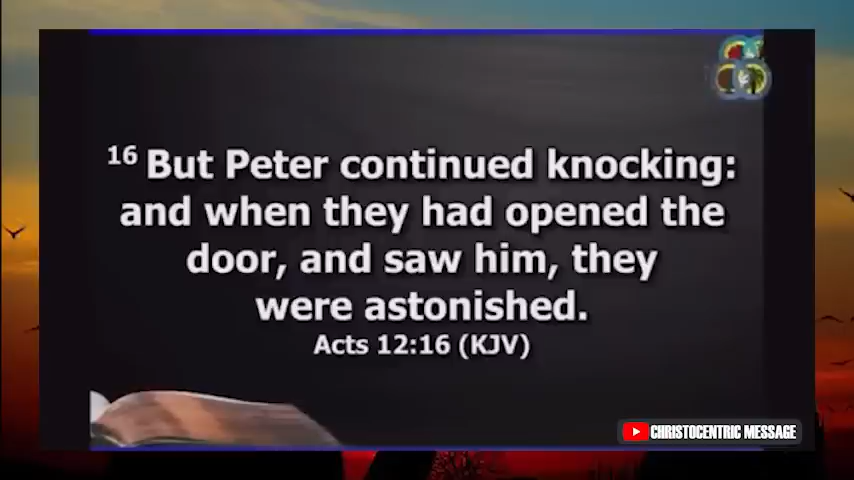 16 But Peter continued knocking:
and when they had opened the
door, and saw him, they
were astonished.
Acts 12:16 (KJV)
CHRISTOCENTRIC MESSAGE